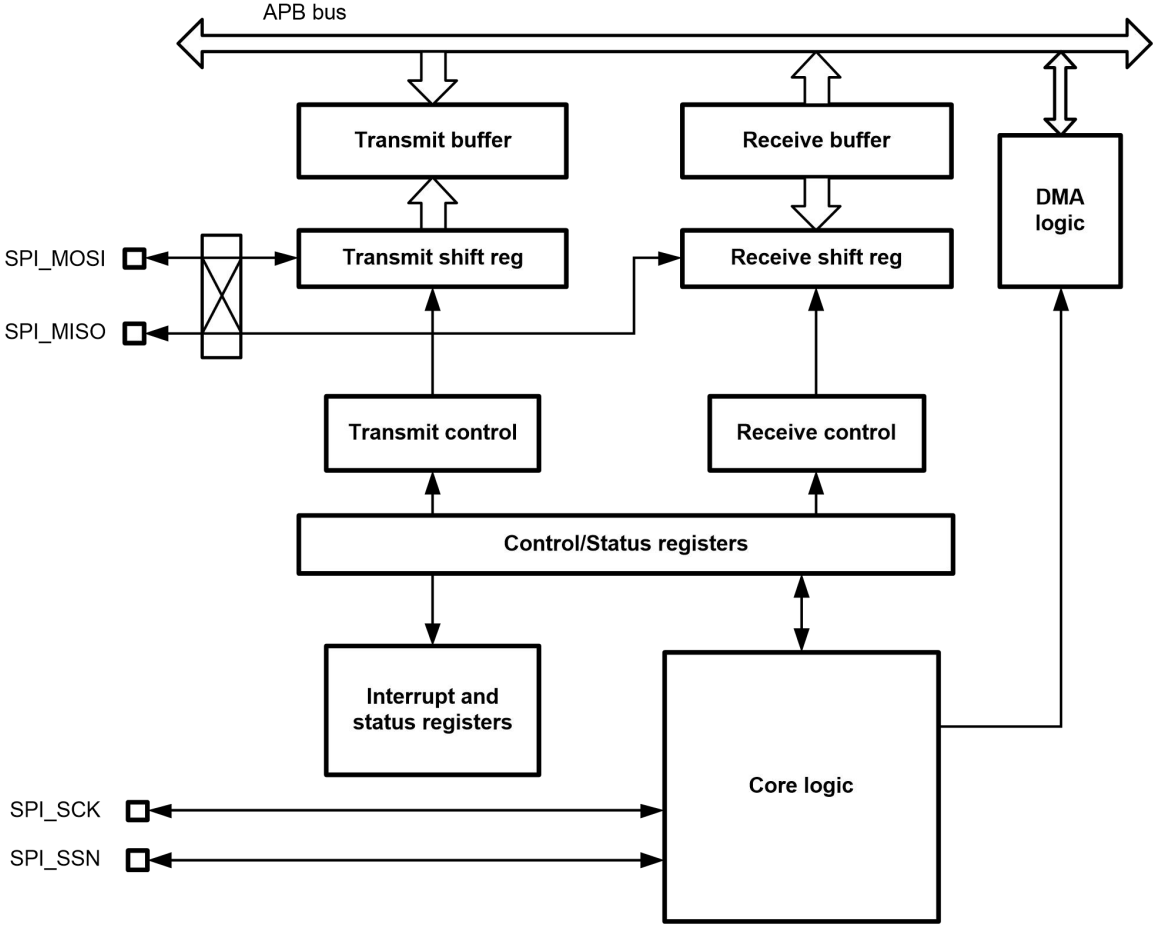 APB bus
Transmit buffer
Receive buffer
DMA
logic
SPI_MOSI
Transmit shift reg
Receive shift reg
SPI_MISO
Transmit control
Receive control
Control/Status registers
Interrupt and
status registers
Core logic
SPI_SCK
SPI_SSN